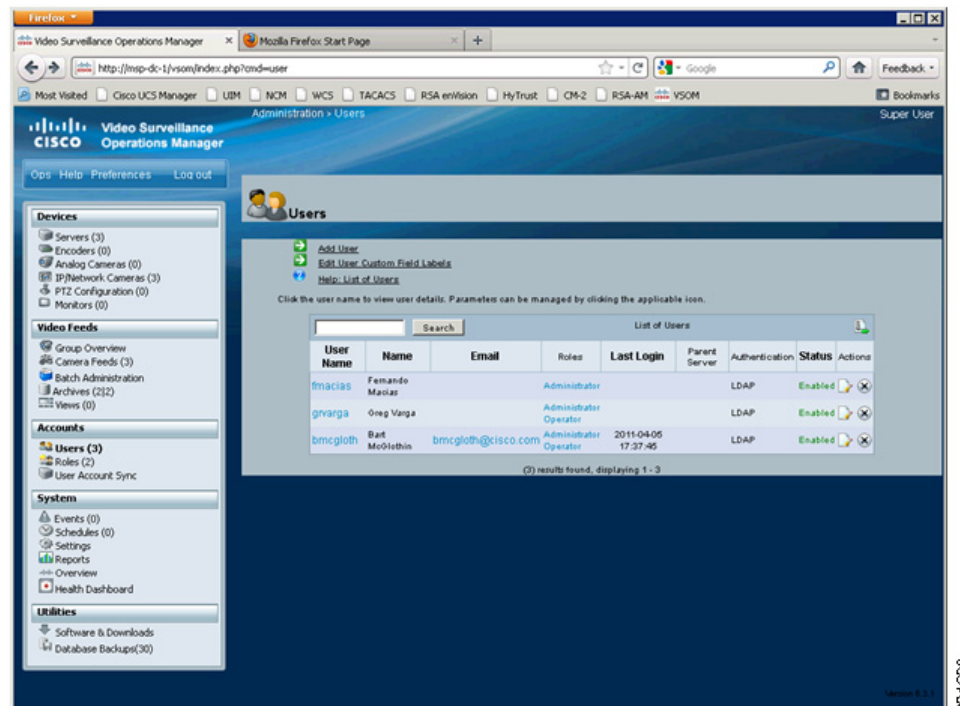 Firefox
Video Surveillance Operations Manager × Mozilla Firefox Start Page × +
http://msp-dc-1/vsom/index.php?cmd=user Google Feedback
Most Visited Cisco UCS Manager UIM NCM WCS TACACS RSA enVision HyTrust CM-2 RSA-AM VSOM Bookmarks
Administration > Users Super User
CISCO Video Surveillance Operations Manager
Ops Help Preferences Log out
Users
Devices
Servers (3)
Encoders (0)
Analog Cameras (0)
IP/Network Cameras (3)
PTZ Configuration (0)
Monitors (0)
Video Feeds
Group Overview
Camera Feeds (3)
Batch Administration
Archives (2|2)
Views (0)
Accounts
Users (3)
Roles (2)
User Account Sync
System
Events (0)
Schedules (0)
Settings
Reports
Overview
Health Dashboard
Utilities
Software & Downloads
Database Backups(30)
Add User
Edit User Custom Field Labels
Help: List of Users
Click the user name to view user details. Parameters can be managed by clicking the applicable icon.
Search List of Users
User Name Name Email Roles Last Login Parent Server Authentication Status Actions
fmacias Fernando Macias Administrator LDAP Enabled
grvarga Greg Varga Administrator Operator LDAP Enabled
bmcgloth Bart McGlothin bmcgloth@cisco.com Administrator Operator 2011-04-05 17:37:45 LDAP Enabled
(3) results found, displaying 1 - 3